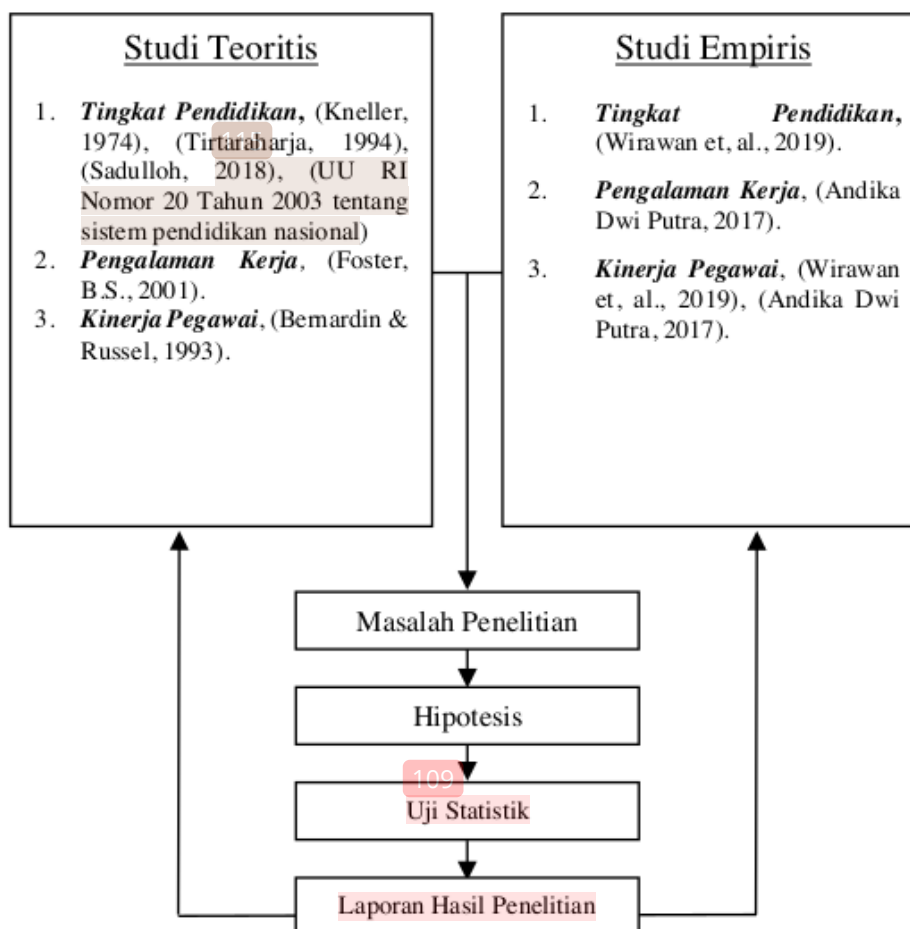 Studi Teoritis
1. Tingkat Pendidikan, (Kneller,
1974), (Tirtaraharja, 1994),
(Sadulloh, 2018), (UU RI
Nomor 20 Tahun 2003 tentang
sistem pendidikan nasional)
2. Pengalaman Kerja, (Foster,
B.S., 2001).
3. Kinerja Pegawai, (Bernardin &
Russel, 1993).
Studi Empiris
1. Tingkat Pendidikan,
(Wirawan et, al., 2019).
2. Pengalaman Kerja, (Andika
Dwi Putra, 2017).
3. Kinerja Pegawai, (Wirawan
et, al., 2019), (Andika Dwi
Putra, 2017).
Masalah Penelitian
Hipotesis
109
Uji Statistik
Laporan Hasil Penelitian